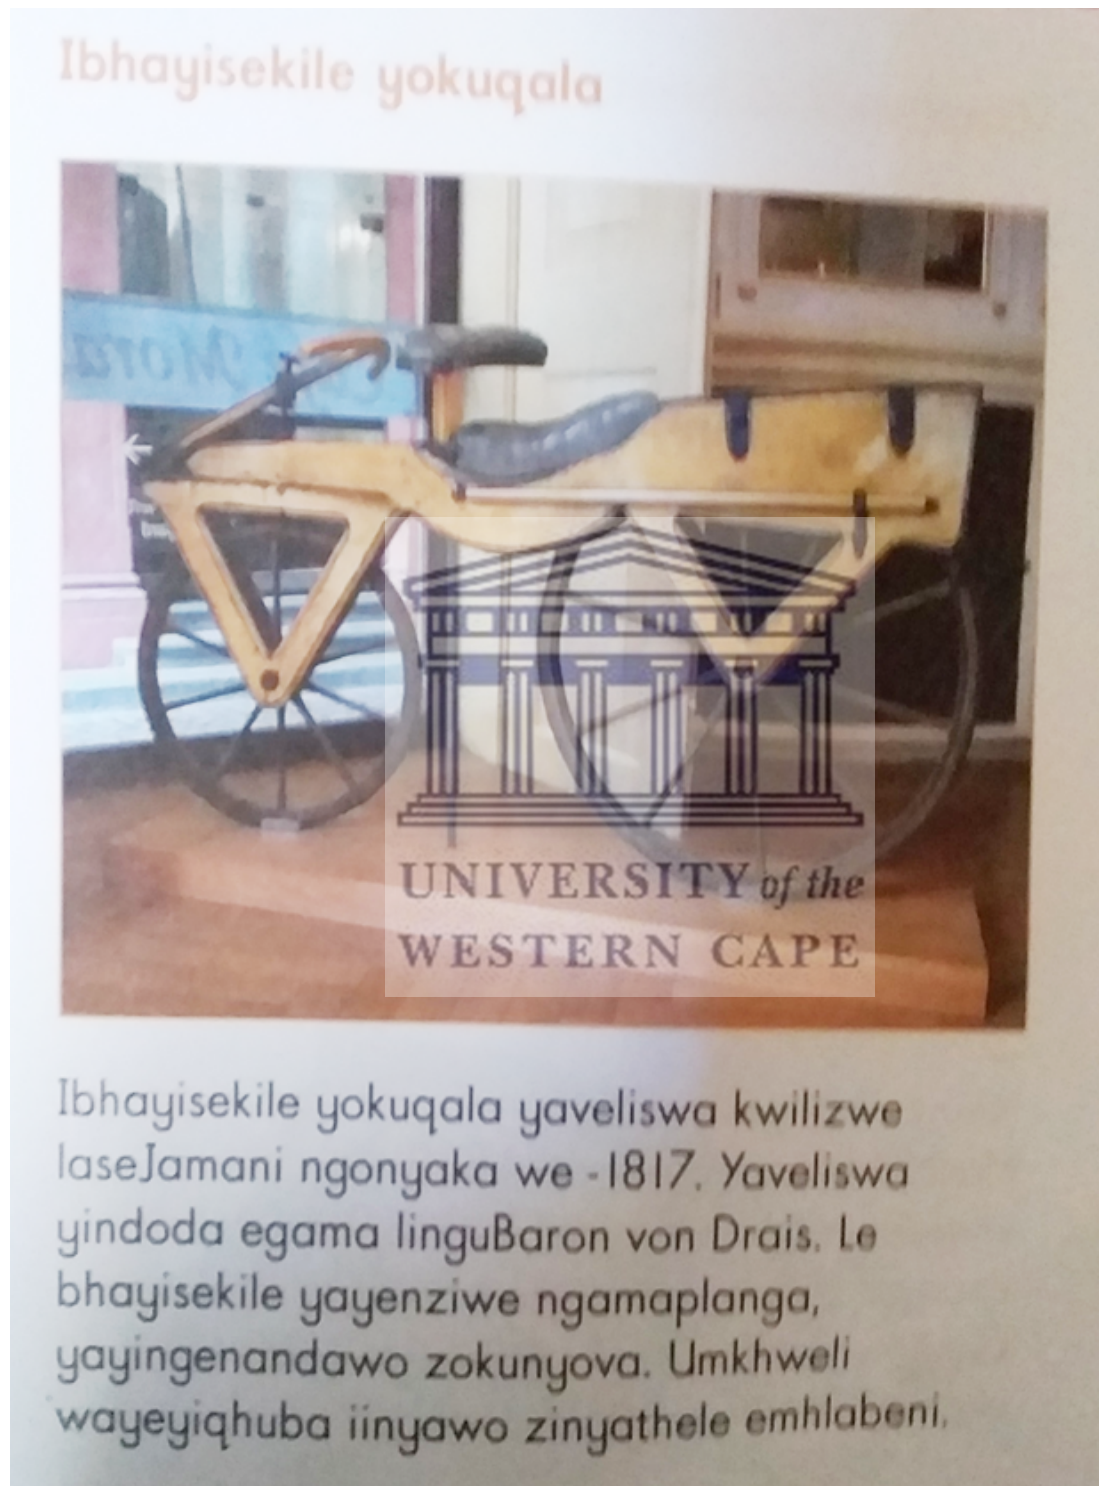 Ibhayisekile yokuqala
UNIVERSITY of the
WESTERN CAPE
Ibhayisekile yokuqala yaveliswa kwilizwe
laseJamani ngonyaka we -1817. Yaveliswa
yindoda egama linguBaron von Drais. Le
bhayisekile yayenziwe ngamaplanga,
yayingenandawo zokunyova. Umkhweli
wayeyiqhuba iinyawo zinyathele emhlabeni.